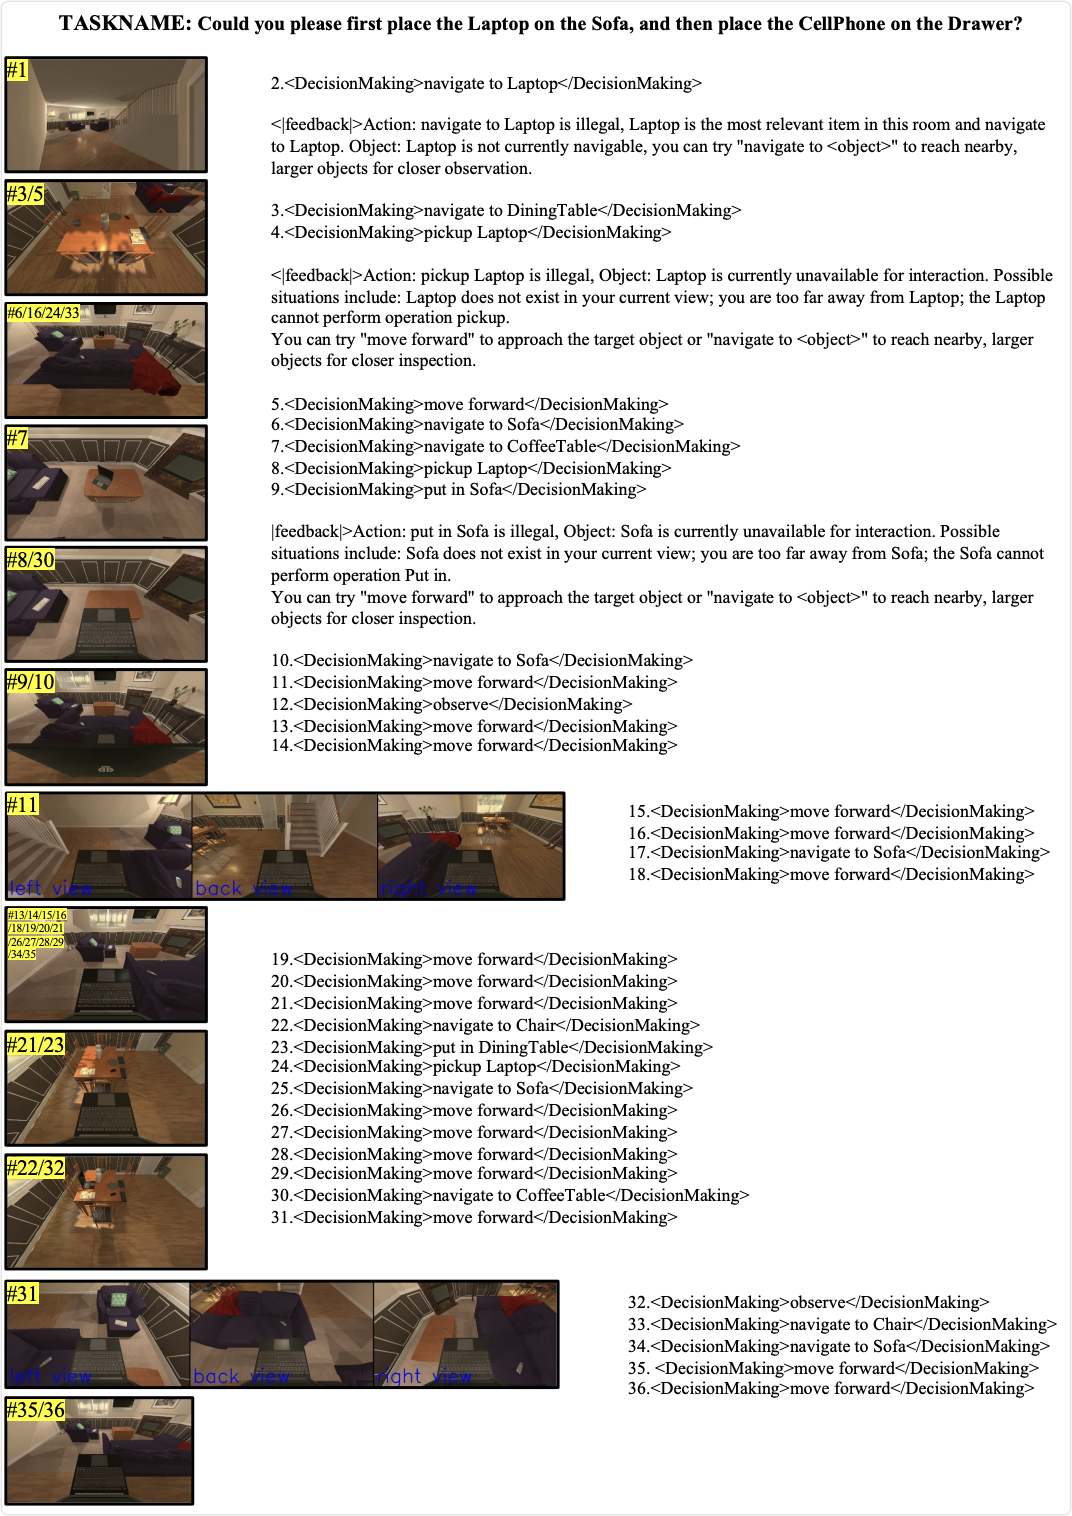 TASKNAME: Could you please first place the Laptop on the Sofa, and then place the CellPhone on the Drawer?
#1
2.<DecisionMaking>navigate to Laptop</DecisionMaking>
<|feedback|>Action: navigate to Laptop is illegal, Laptop is the most relevant item in this room and navigate
to Laptop. Object: Laptop is not currently navigable, you can try "navigate to <object>" to reach nearby,
larger objects for closer observation.
#3/5
3.<DecisionMaking>navigate to DiningTable</DecisionMaking>
4.<DecisionMaking>pickup Laptop</DecisionMaking>
<|feedback|>Action: pickup Laptop is illegal, Object: Laptop is currently unavailable for interaction. Possible
situations include: Laptop does not exist in your current view; you are too far away from Laptop; the Laptop
cannot perform operation pickup.
You can try "move forward" to approach the target object or "navigate to <object>" to reach nearby, larger
objects for closer inspection.
#6/16/24/33
5.<DecisionMaking>move forward</DecisionMaking>
6.<DecisionMaking>navigate to Sofa</DecisionMaking>
7.<DecisionMaking>navigate to CoffeeTable</DecisionMaking>
8.<DecisionMaking>pickup Laptop</DecisionMaking>
9.<DecisionMaking>put in Sofa</DecisionMaking>
#7
|feedback|>Action: put in Sofa is illegal, Object: Sofa is currently unavailable for interaction. Possible
situations include: Sofa does not exist in your current view; you are too far away from Sofa; the Sofa cannot
perform operation Put in.
You can try "move forward" to approach the target object or "navigate to <object>" to reach nearby, larger
objects for closer inspection.
#8/30
10.<DecisionMaking>navigate to Sofa</DecisionMaking>
11.<DecisionMaking>move forward</DecisionMaking>
12.<DecisionMaking>observe</DecisionMaking>
13.<DecisionMaking>move forward</DecisionMaking>
14.<DecisionMaking>move forward</DecisionMaking>
#9/10
#11
left view
back view
right view
15.<DecisionMaking>move forward</DecisionMaking>
16.<DecisionMaking>move forward</DecisionMaking>
17.<DecisionMaking>navigate to Sofa</DecisionMaking>
18.<DecisionMaking>move forward</DecisionMaking>
#13/14/15/16
/18/19/20/21
/26/27/28/29
/34/35
19.<DecisionMaking>move forward</DecisionMaking>
20.<DecisionMaking>move forward</DecisionMaking>
21.<DecisionMaking>move forward</DecisionMaking>
22.<DecisionMaking>navigate to Chair</DecisionMaking>
23.<DecisionMaking>put in DiningTable</DecisionMaking>
24.<DecisionMaking>pickup Laptop</DecisionMaking>
25.<DecisionMaking>navigate to Sofa</DecisionMaking>
26.<DecisionMaking>move forward</DecisionMaking>
27.<DecisionMaking>move forward</DecisionMaking>
28.<DecisionMaking>move forward</DecisionMaking>
29.<DecisionMaking>move forward</DecisionMaking>
30.<DecisionMaking>navigate to CoffeeTable</DecisionMaking>
31.<DecisionMaking>move forward</DecisionMaking>
#21/23
#22/32
#31
left view
back view
right view
32.<DecisionMaking>observe</DecisionMaking>
33.<DecisionMaking>navigate to Chair</DecisionMaking>
34.<DecisionMaking>navigate to Sofa</DecisionMaking>
35. <DecisionMaking>move forward</DecisionMaking>
36.<DecisionMaking>move forward</DecisionMaking>
#35/36